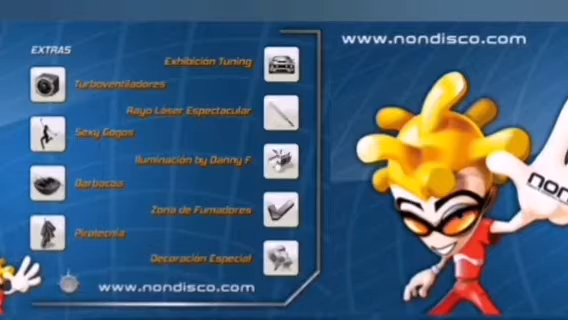 www.nondisco.com
EXTRAS
Exhibición Tuning
Turboventiladores
Rayo Láser Espectacular
Sexy Gogos
Iluminación by Danny F
Barbacoa
Zona de Fumadores
Pirotecnia
Decoración Especial
www.nondisco.com
non